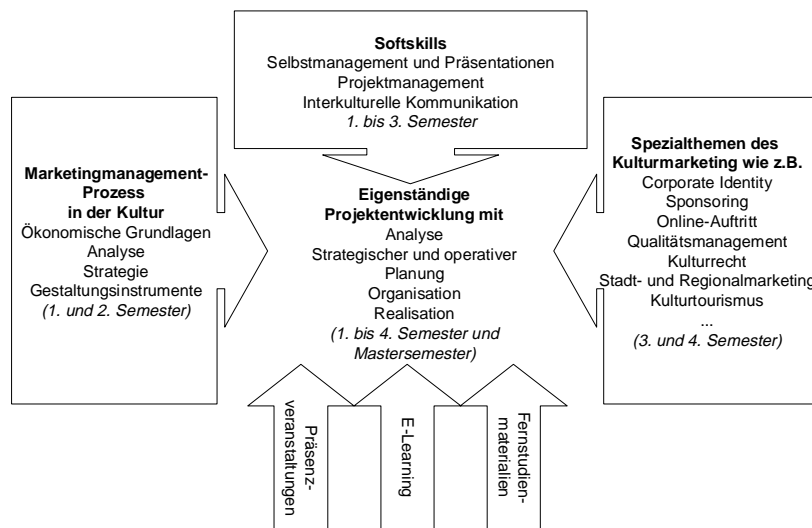 Softskills
Selbstmanagement und Präsentationen
Projektmanagement
Interkulturelle Kommunikation
1. bis 3. Semester
Marketingmanagement-
Prozess
in der Kultur
Ökonomische Grundlagen
Analyse
Strategie
Gestaltungsinstrumente
(1. und 2. Semester)
Eigenständige
Projektentwicklung mit
Analyse
Strategischer und operativer
Planung
Organisation
Realisation
(1. bis 4. Semester und
Mastersemester)
Spezialthemen des
Kulturmarketing wie z.B.
Corporate Identity
Sponsoring
Online-Auftritt
Qualitätsmanagement
Kulturrecht
Stadt- und Regionalmarketing
Kulturtourismus
...
(3. und 4. Semester)
Präsenz-
veranstaltungen
E-Learning
Fernstudien-
materialien